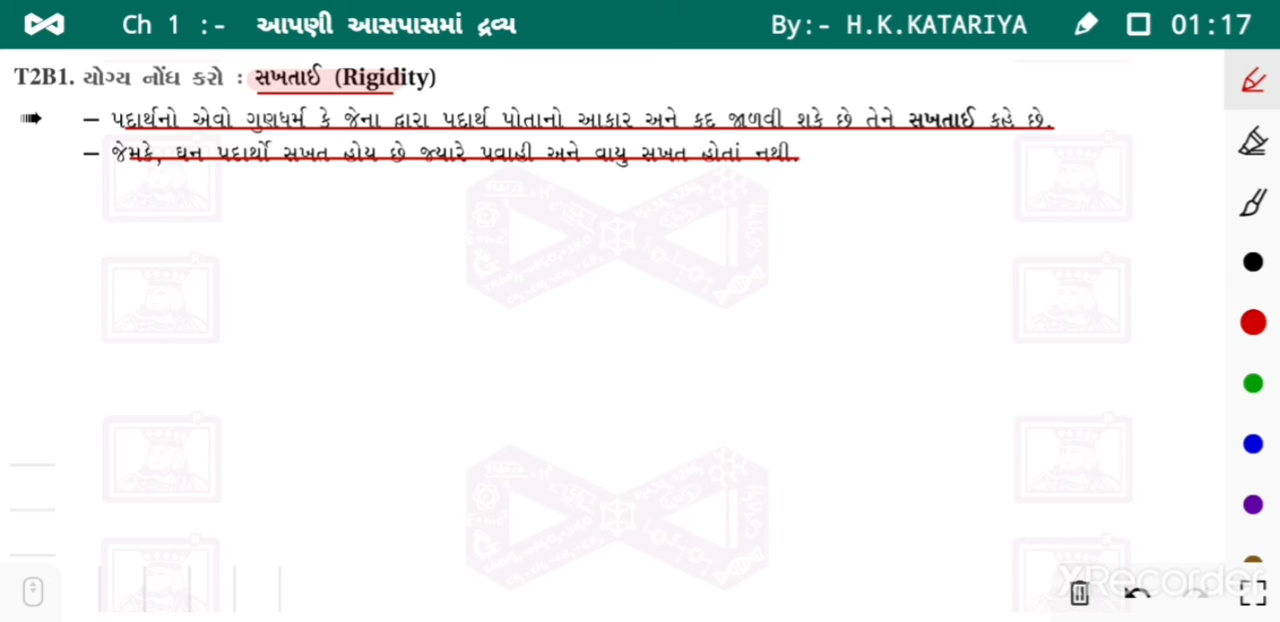 Ch 1 :- આપણી આસપાસમાં દ્રવ્ય By:- H.K.KATARIYA 01:17
T2B1. યોગ્ય નોંધ કરો : સખતાઈ (Rigidity)
➠ – પદાર્થનો એવો ગુણધર્મ કે જેના દ્વારા પદાર્થ પોતાનો આકાર અને કદ જાળવી શકે છે તેને સખતાઈ કહે છે.
– જેમકે, ઘન પદાર્થો સખત હોય છે જ્યારે પ્રવાહી અને વાયુ સખત હોતાં નથી.
XRecorder